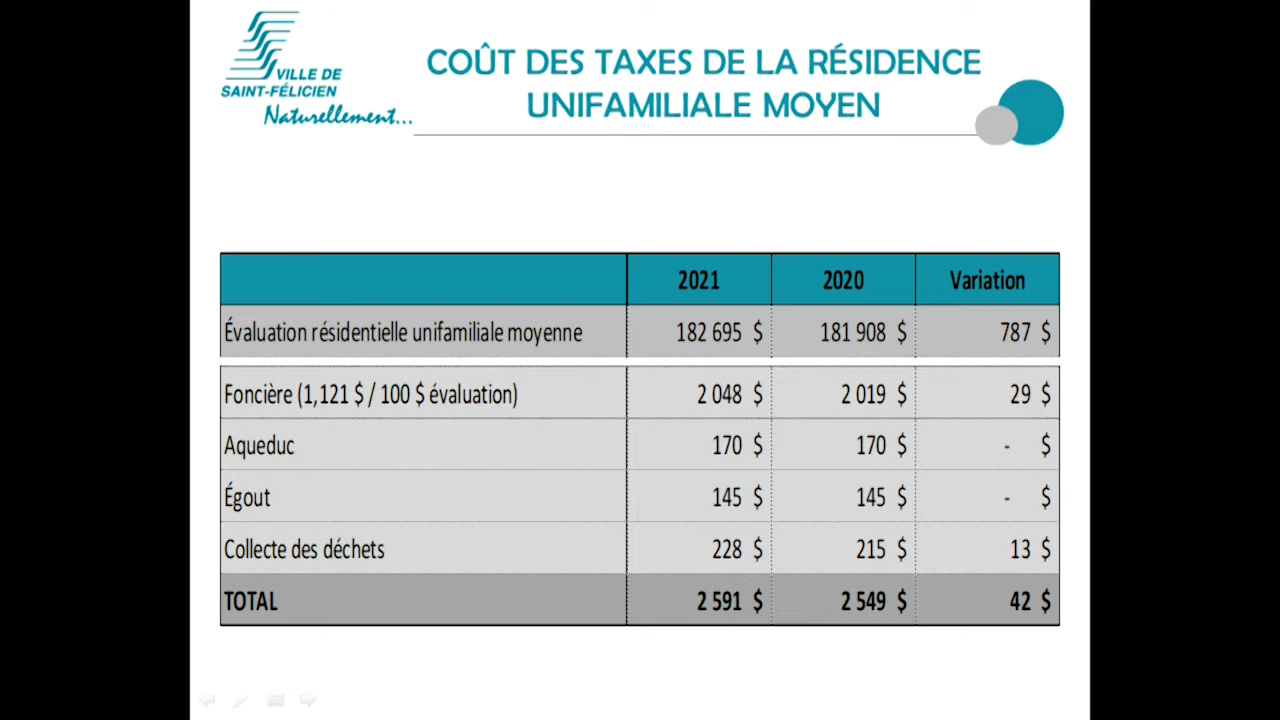 VILLE DE
SAINT-FÉLICIEN
Naturellement...
COÛT DES TAXES DE LA RÉSIDENCE
UNIFAMILIALE MOYEN
2021 2020 Variation
Évaluation résidentielle unifamiliale moyenne 182 695 $ 181 908 $ 787 $
Foncière (1,121 $ / 100 $ évaluation) 2 048 $ 2 019 $ 29 $
Aqueduc 170 $ 170 $ - $
Égout 145 $ 145 $ - $
Collecte des déchets 228 $ 215 $ 13 $
TOTAL 2 591 $ 2 549 $ 42 $